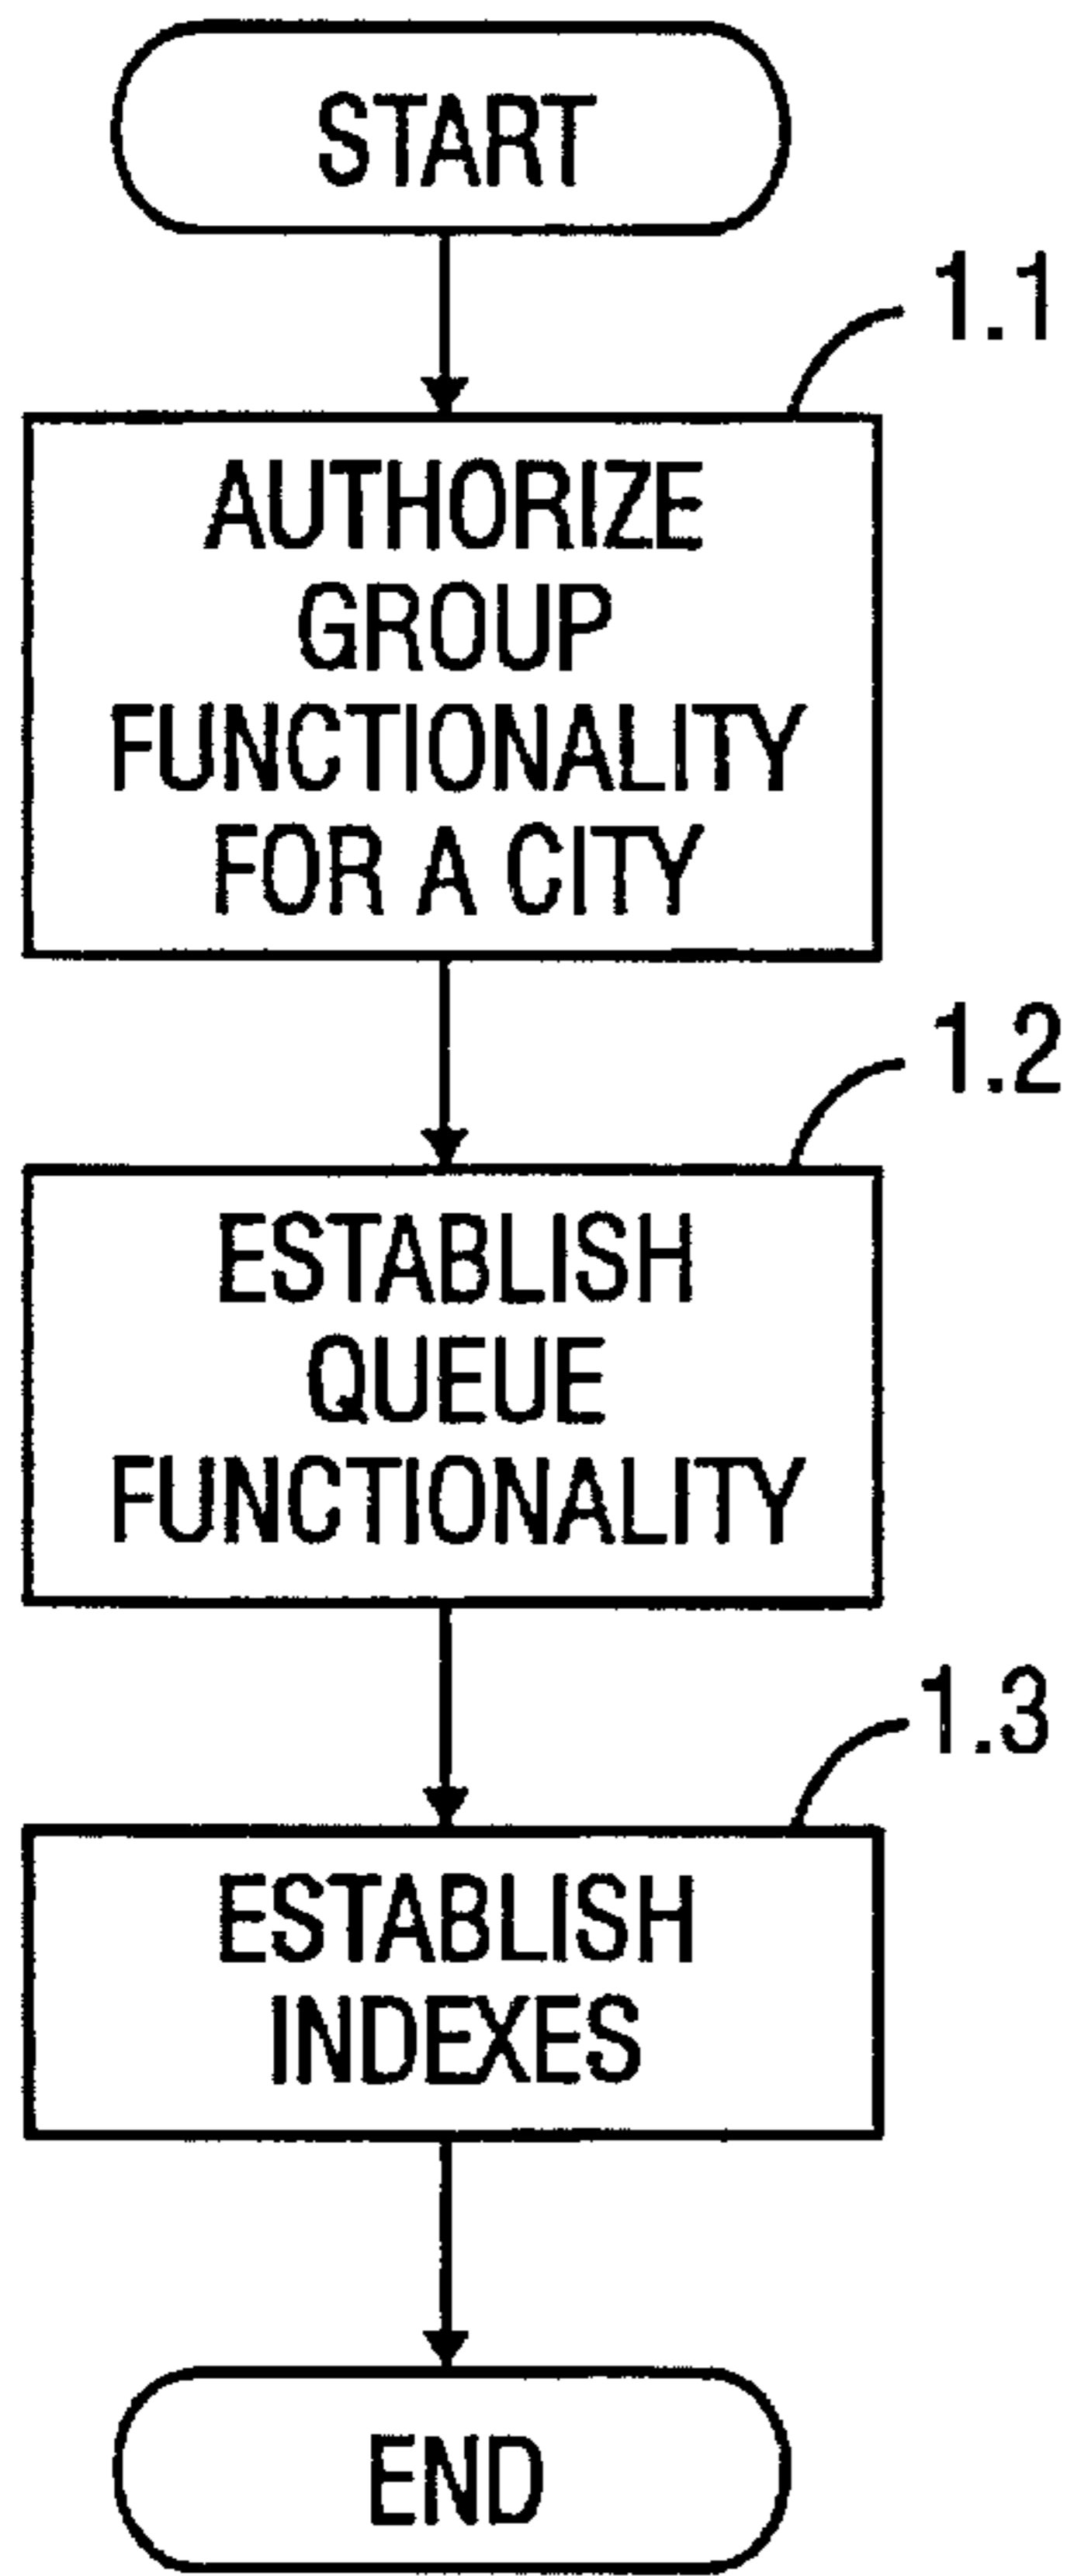 START
1.1
AUTHORIZE
GROUP
FUNCTIONALITY
FOR A CITY
1.2
ESTABLISH
QUEUE
FUNCTIONALITY
1.3
ESTABLISH
INDEXES
END